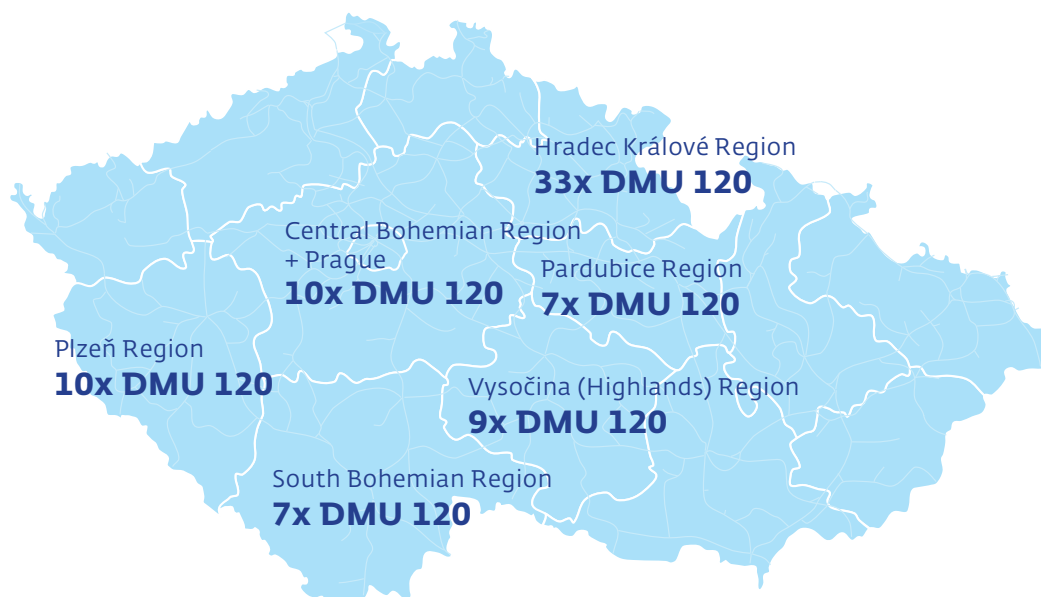 Hradec Králové Region
33x DMU 120
Central Bohemian Region
+ Prague
10x DMU 120
Pardubice Region
7x DMU 120
Plzeň Region
10x DMU 120
Vysočina (Highlands) Region
9x DMU 120
South Bohemian Region
7x DMU 120